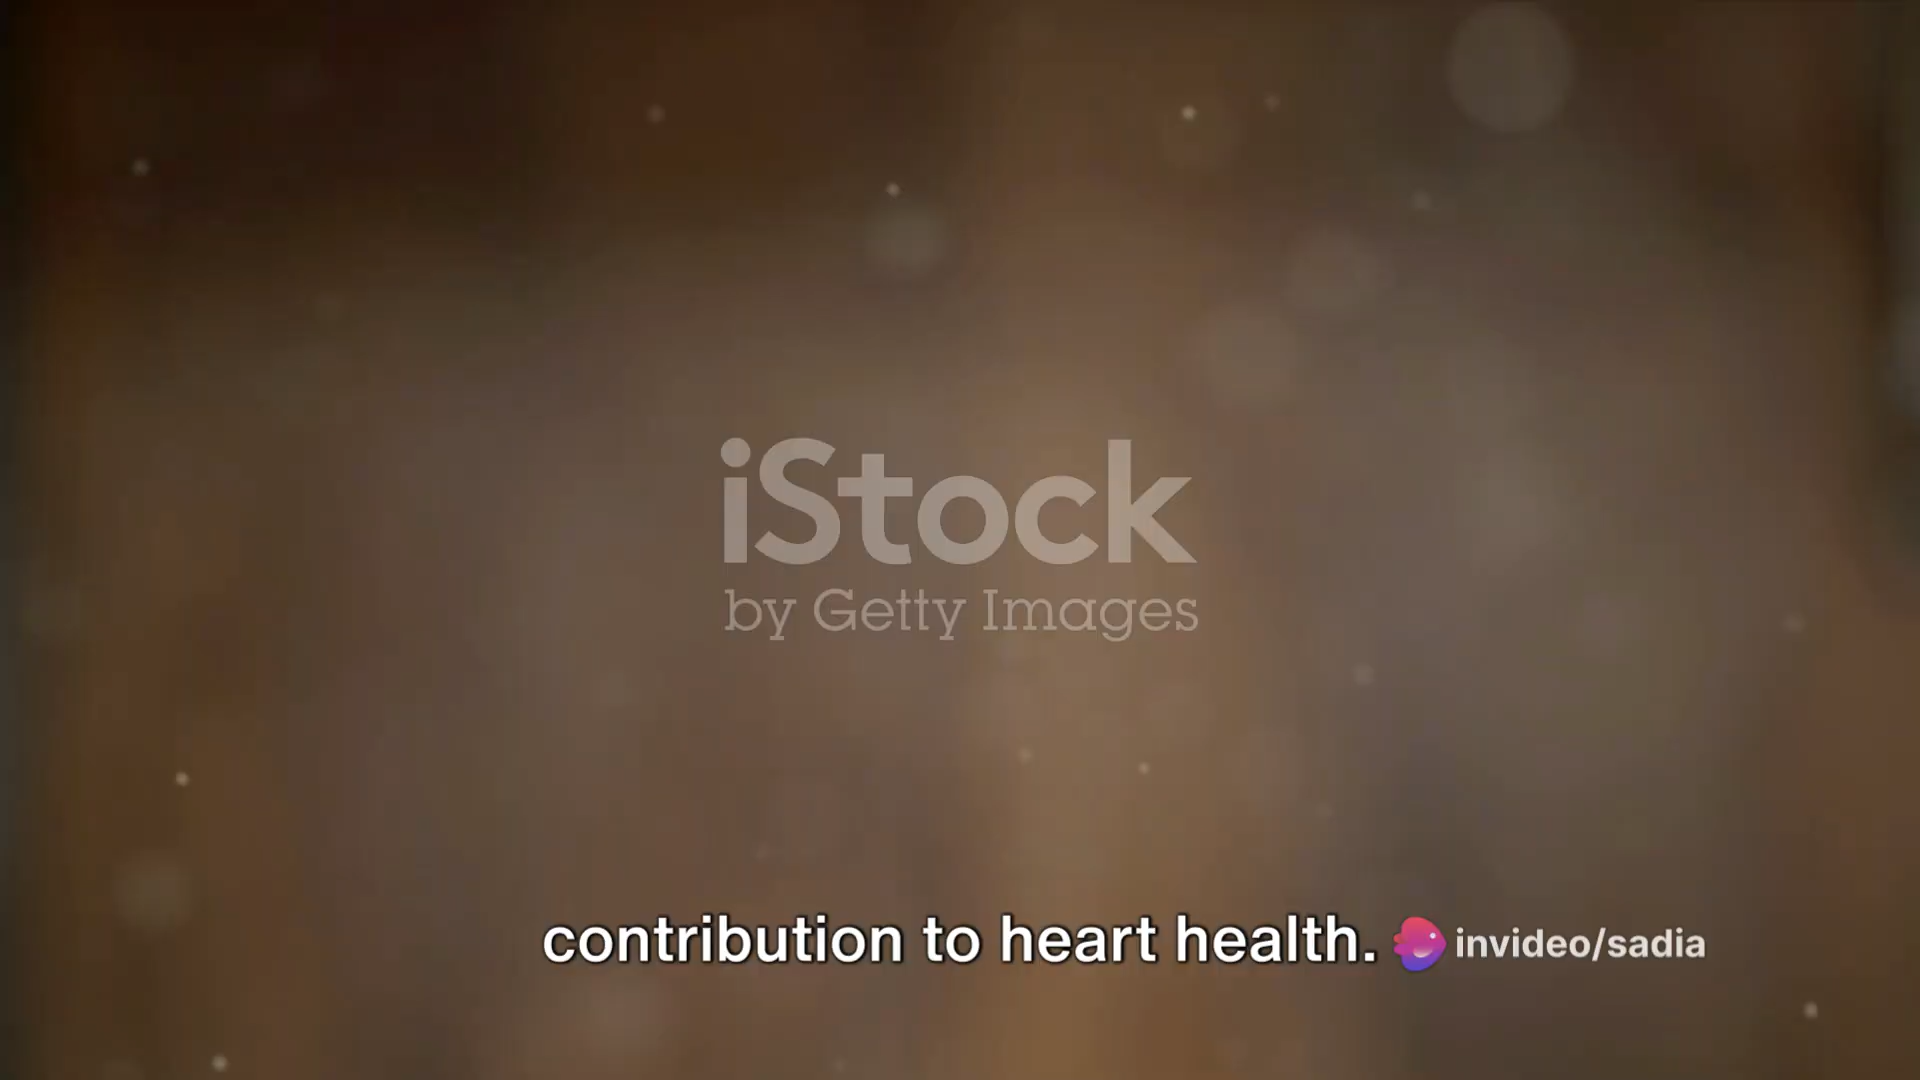 iStock
by Getty Images
contribution to heart health.
invideo/sadia